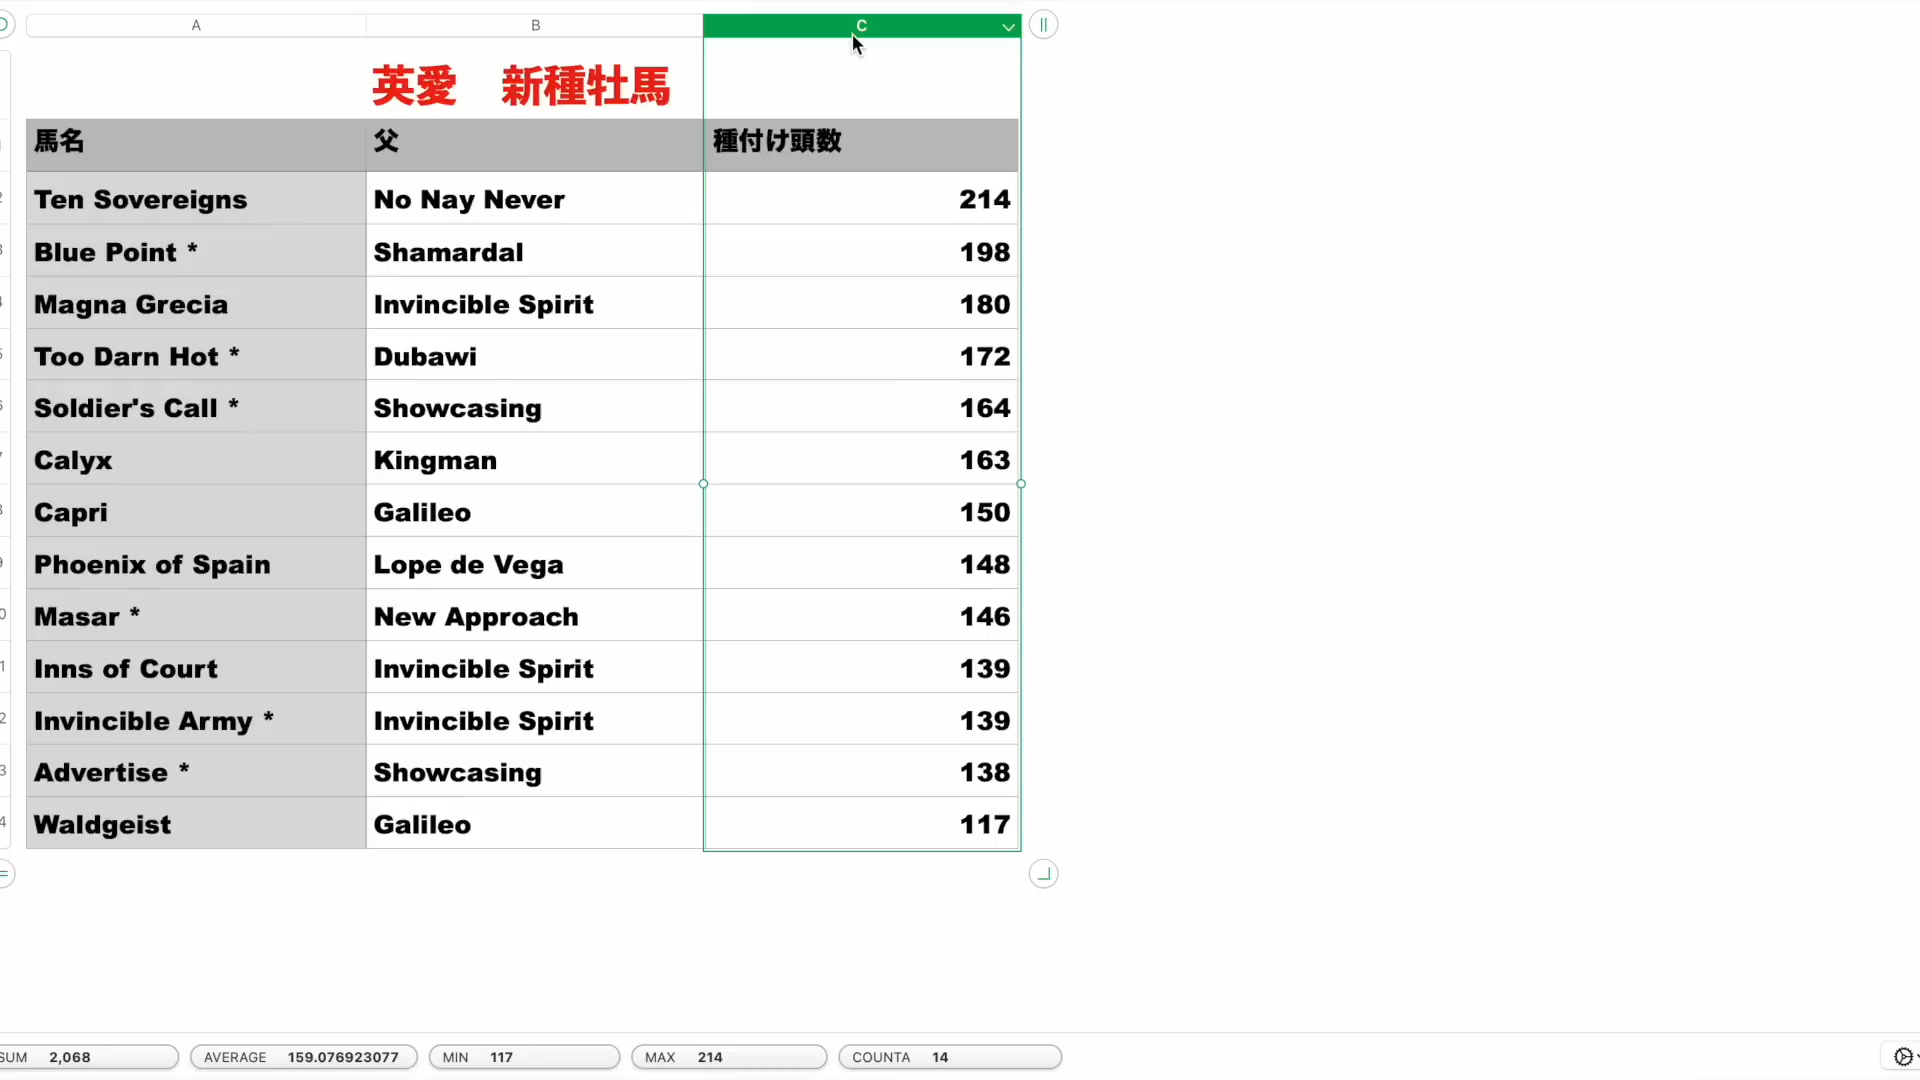 A B C
英愛 新種牡馬
馬名 父 種付け頭数
Ten Sovereigns No Nay Never 214
Blue Point * Shamardal 198
Magna Grecia Invincible Spirit 180
Too Darn Hot * Dubawi 172
Soldier's Call * Showcasing 164
Calyx Kingman 163
Capri Galileo 150
Phoenix of Spain Lope de Vega 148
Masar * New Approach 146
Inns of Court Invincible Spirit 139
Invincible Army * Invincible Spirit 139
Advertise * Showcasing 138
Waldgeist Galileo 117
SUM 2,068 AVERAGE 159.076923077 MIN 117 MAX 214 COUNTA 14